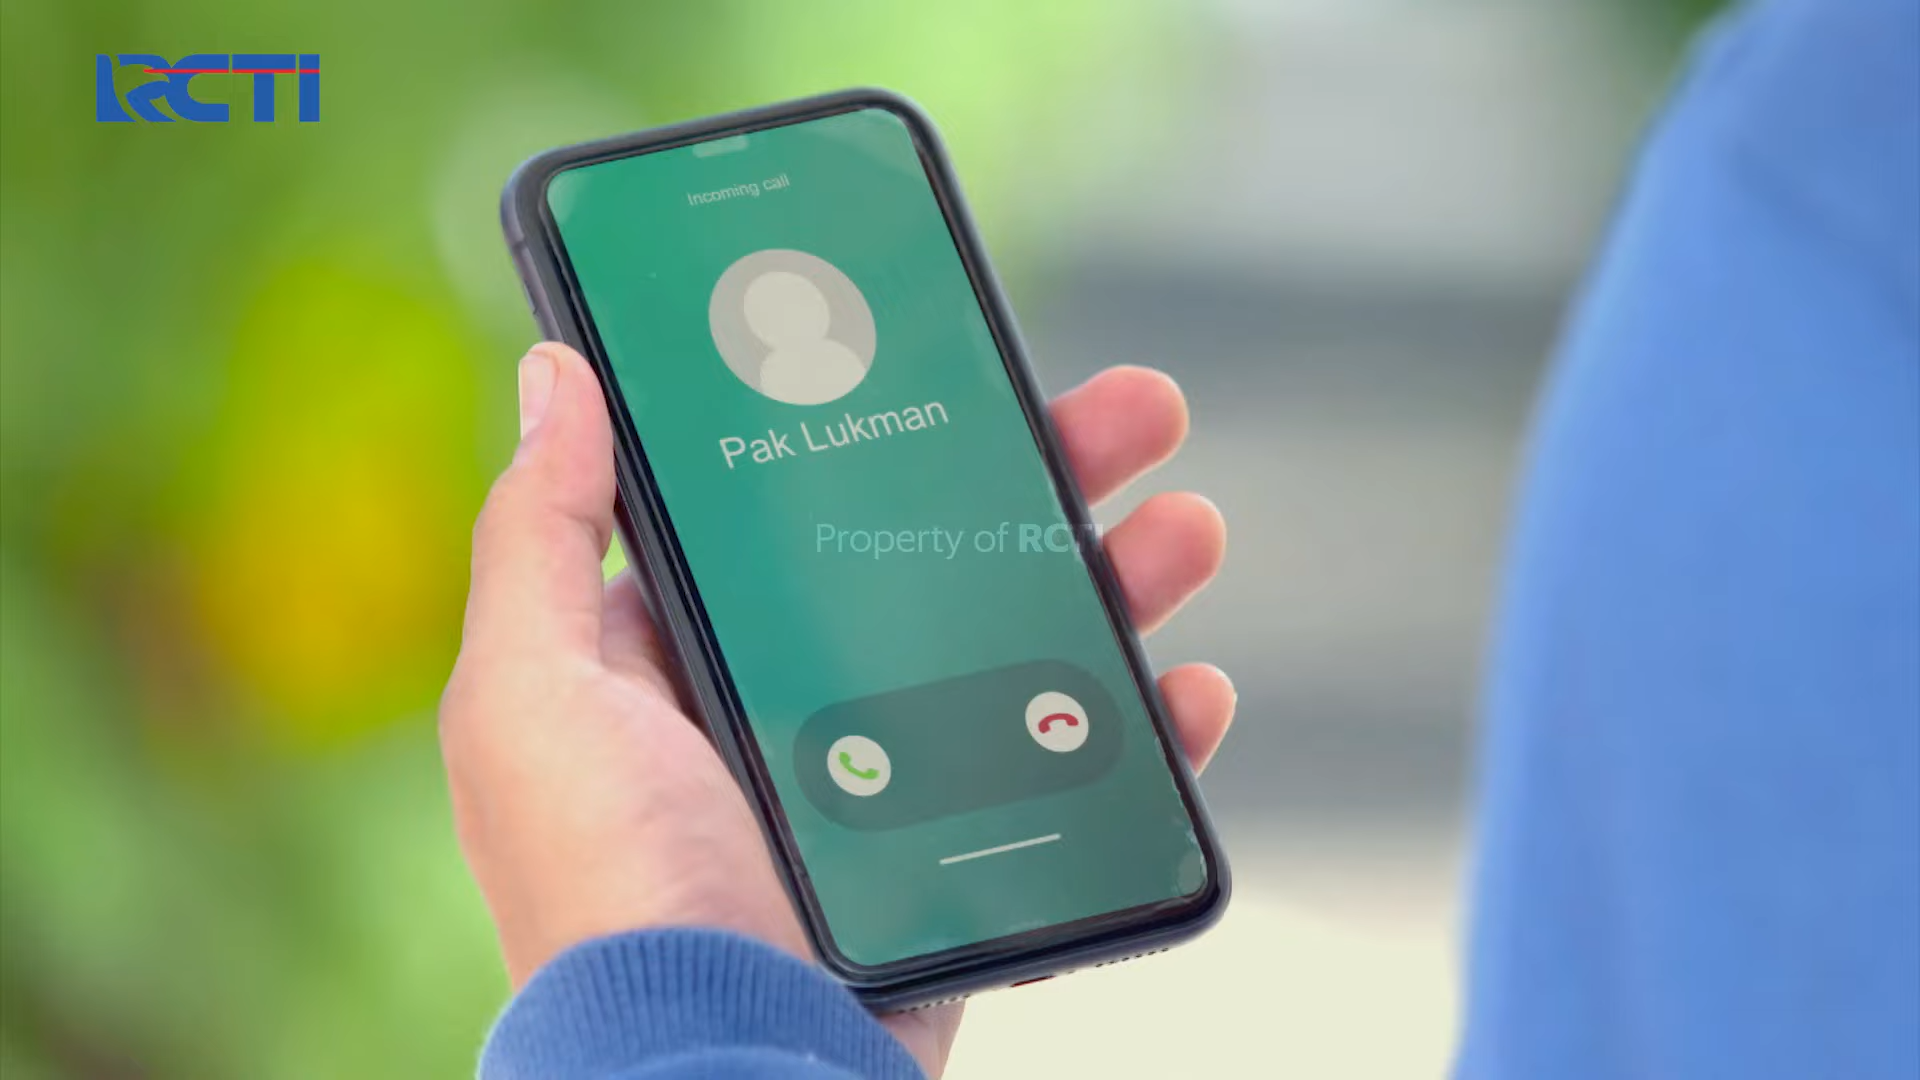 RCTI
Incoming call
Pak Lukman
Property of RCTI